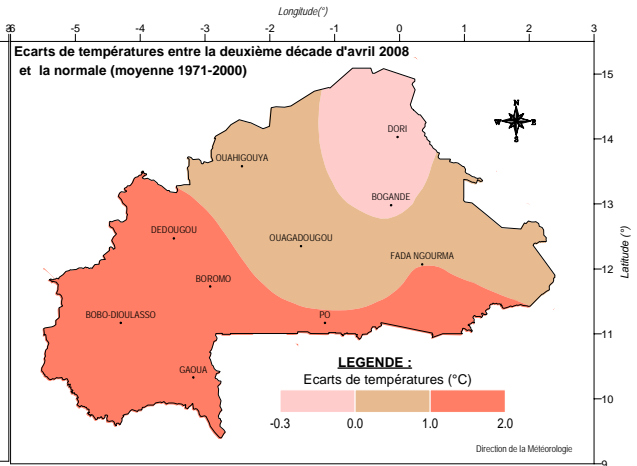 Longitude(°)
6 -5 -4 -3 -2 -1 0 1 2 3
Ecarts de températures entre la deuxième décade d'avril 2008
et la normale (moyenne 1971-2000)
15
N
W E
S
DORI
14
OUAHIGOUYA
BOGANDE
13
DEDOUGOU
OUAGADOUGOU
FADA NGOURMA
Latitude (°)
12
BOROMO
BOBO-DIOULASSO
PO
11
LEGENDE :
GAOUA
Ecarts de températures (°C)
10
-0.3 0.0 1.0 2.0
Direction de la Météorologie
9